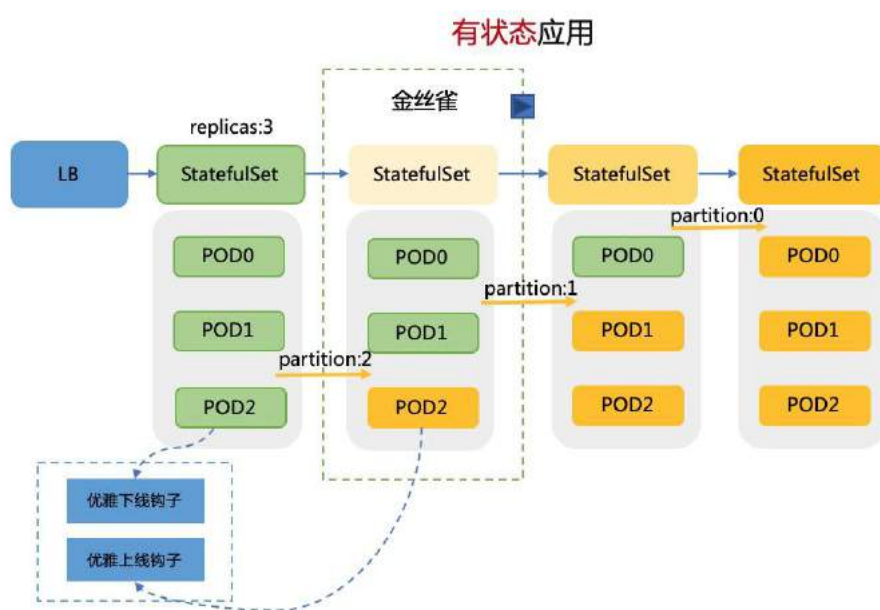 有状态应用
金丝雀
replicas:3
LB
StatefulSet
StatefulSet
StatefulSet
StatefulSet
partition:0
POD0
POD0
POD0
POD0
partition:1
POD1
POD1
POD1
POD1
partition:2
POD2
POD2
POD2
POD2
优雅下线钩子
优雅上线钩子